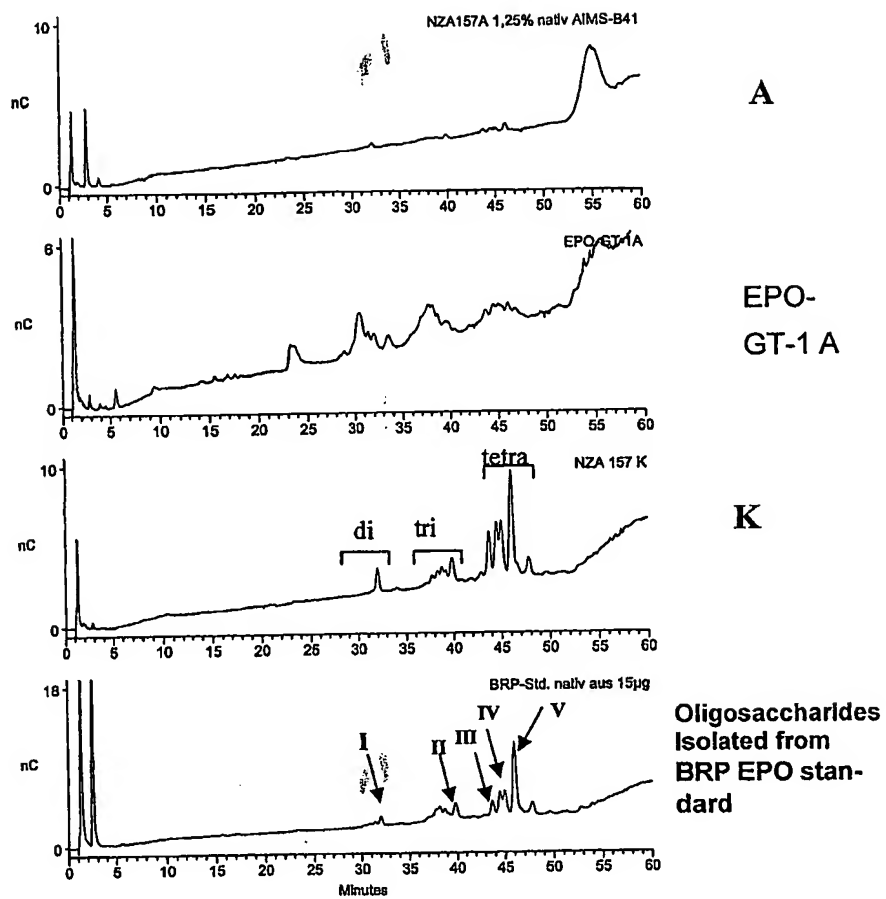 10
NZA157A 1,25% nativ AIMS-B41
nC
A
0
0 5 10 15 20 25 30 35 40 45 50 55 60
6
EPO-GT-1A
nC
EPO-
GT-1 A
0
0 5 10 15 20 25 30 35 40 45 50 55 60
10
tetra
NZA 157 K
di
tri
K
nC
0
0 5 10 15 20 25 30 35 40 45 50 55 60
18
BRP-Std. nativ aus 15µg
I
II
III
IV
V
nC
Oligosaccharides
Isolated from
BRP EPO stan-
dard
0
0 5 10 15 20 25 30 35 40 45 50 55 60
Minutes